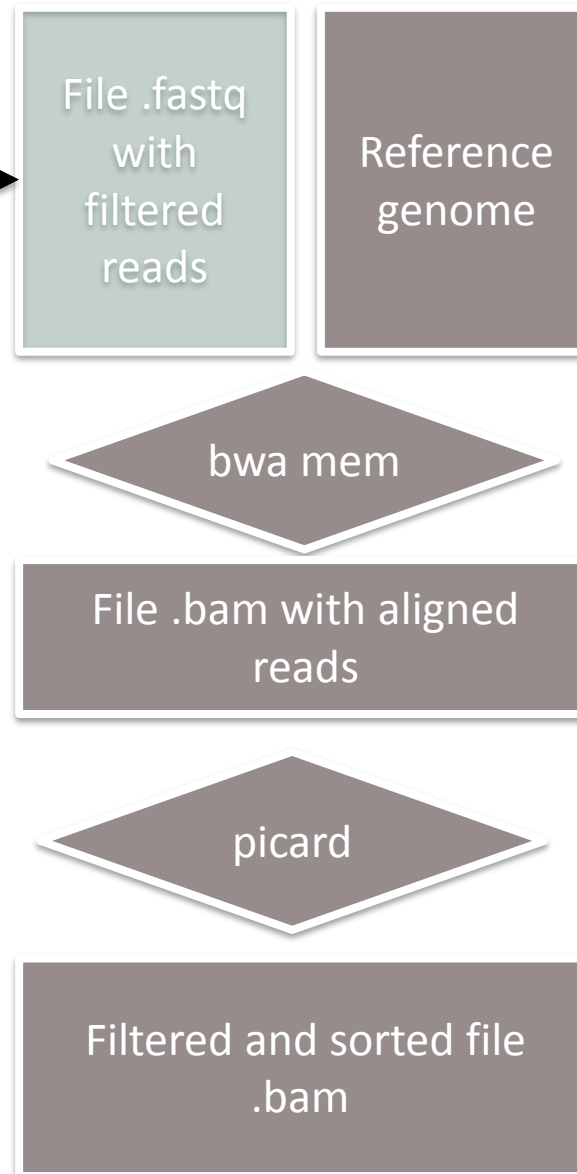 File .fastq
with
filtered
reads
Reference
genome
bwa mem
File .bam with aligned
reads
picard
Filtered and sorted file
.bam